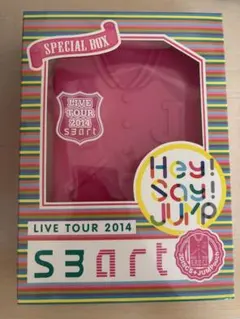 SPECIAL BOX
LIVE
TOUR
2014
S3art
Hey!
Say!
JUMP
LIVE TOUR 2014
S3art